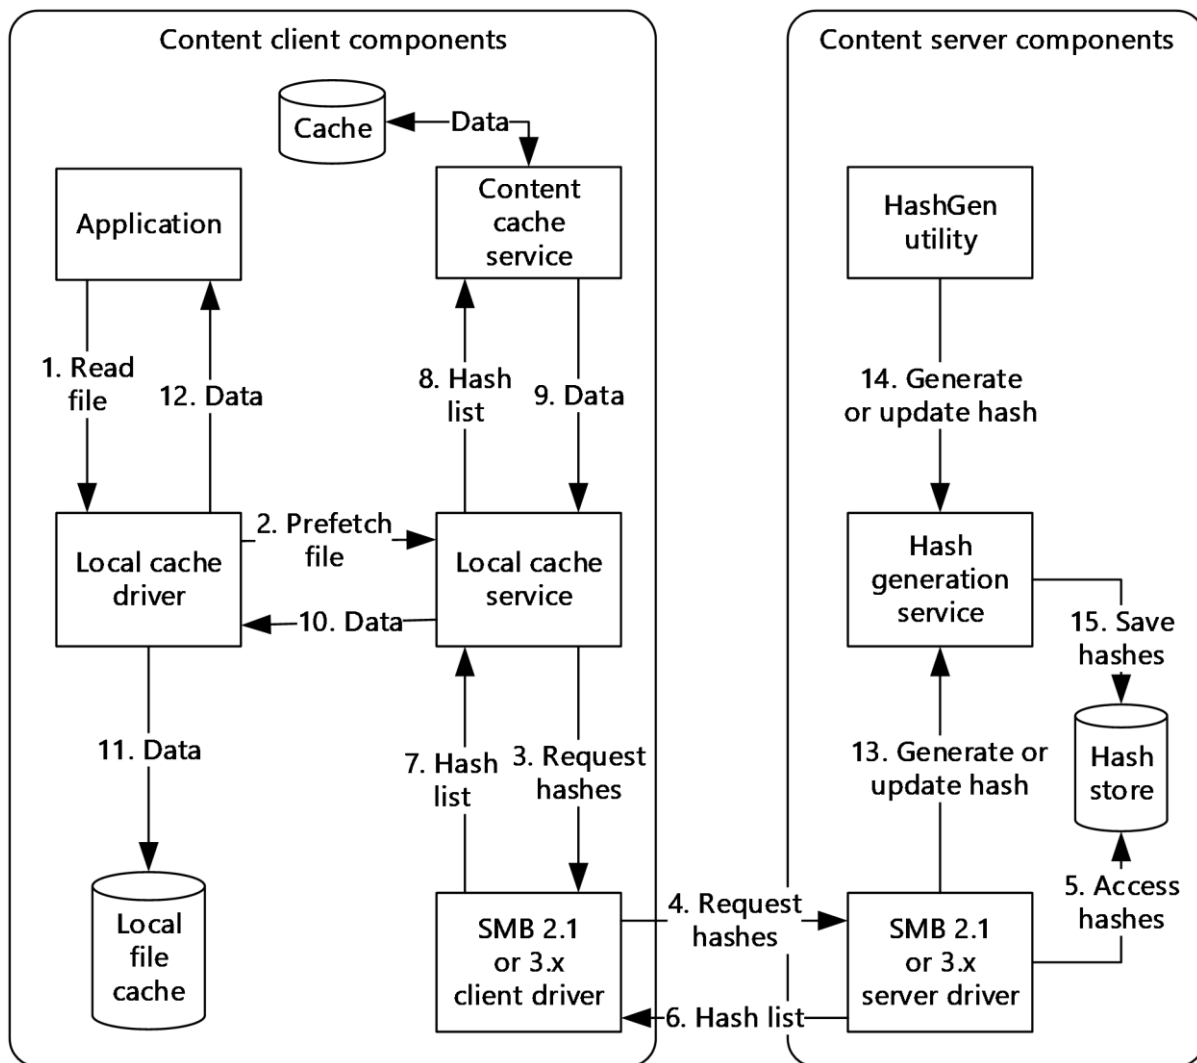 Content client components
Content server components
Cache
Data
Application
Content
cache
service
HashGen
utility
1. Read
file
12. Data
8. Hash
list
9. Data
14. Generate
or update hash
2. Prefetch
file
Local cache
driver
Local cache
service
Hash
generation
service
10. Data
15. Save
hashes
11. Data
7. Hash
list
3. Request
hashes
13. Generate or
update hash
Hash
store
Local
file
cache
SMB 2.1
or 3.x
client driver
4. Request
hashes
SMB 2.1
or 3.x
server driver
5. Access
hashes
6. Hash list